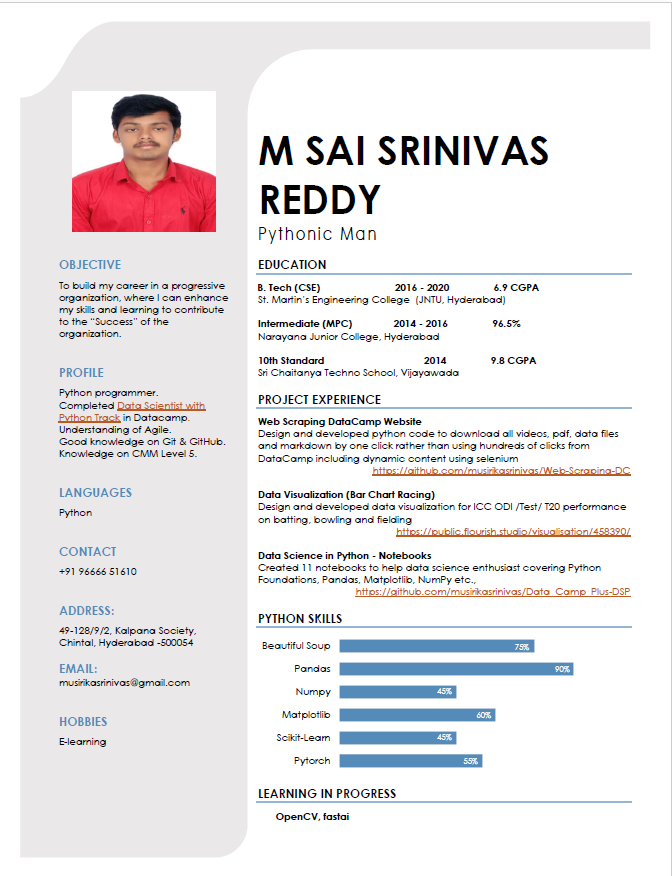 M SAI SRINIVAS
REDDY
Pythonic Man
OBJECTIVE
To build my career in a progressive
organization, where I can enhance
my skills and learning to contribute
to the “Success” of the
organization.
PROFILE
Python programmer.
Completed Data Scientist with
Python Track in Datacamp.
Understanding of Agile.
Good knowledge on Git & GitHub.
Knowledge on CMM Level 5.
LANGUAGES
Python
CONTACT
+91 96666 51610
ADDRESS:
49-128/9/2, Kalpana Society,
Chintal, Hyderabad -500054
EMAIL:
musirikasrinivas@gmail.com
HOBBIES
E-learning
EDUCATION
B. Tech (CSE) 2016 - 2020 6.9 CGPA
St. Martin's Engineering College (JNTU, Hyderabad)
Intermediate (MPC) 2014 - 2016 96.5%
Narayana Junior College, Hyderabad
10th Standard 2014 9.8 CGPA
Sri Chaitanya Techno School, Vijayawada
PROJECT EXPERIENCE
Web Scraping DataCamp Website
Design and developed python code to download all videos, pdf, data files
and markdown by one click rather than using hundreds of clicks from
DataCamp including dynamic content using selenium
https://github.com/musirikasrinivas/Web-Scraping-DC
Data Visualization (Bar Chart Racing)
Design and developed data visualization for ICC ODI /Test/ T20 performance
on batting, bowling and fielding
https://public.flourish.studio/visualisation/458390/
Data Science in Python - Notebooks
Created 11 notebooks to help data science enthusiast covering Python
Foundations, Pandas, Matplotlib, NumPy etc.,
https://github.com/musirikasrinivas/Data_Camp_Plus-DSP
PYTHON SKILLS
Beautiful Soup 75%
Pandas 90%
Numpy 45%
Matplotlib 60%
Scikit-Learn 45%
Pytorch 55%
LEARNING IN PROGRESS
OpenCV, fastai